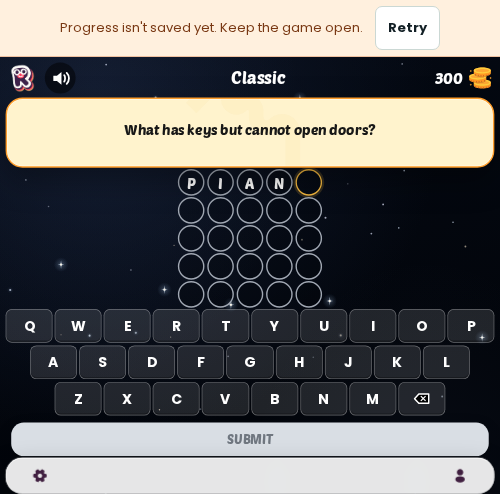 Progress isn't saved yet. Keep the game open.
Retry
Classic
300
What has keys but cannot open doors?
P I A N
Q W E R T Y U I O P
A S D F G H J K L
Z X C V B N M
SUBMIT